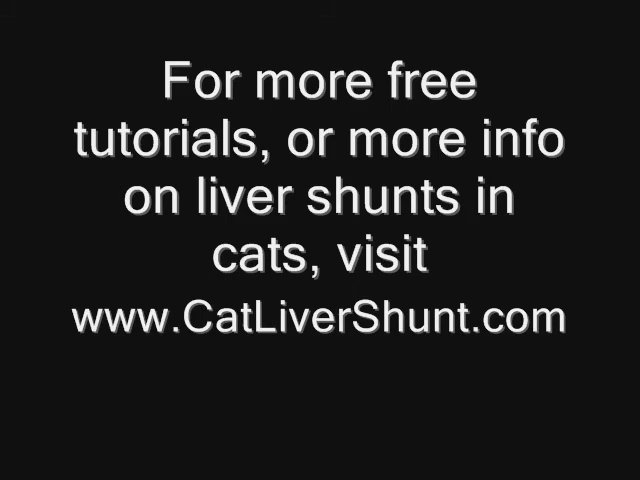 For more free
tutorials, or more info
on liver shunts in
cats, visit
www.CatLiverShunt.com